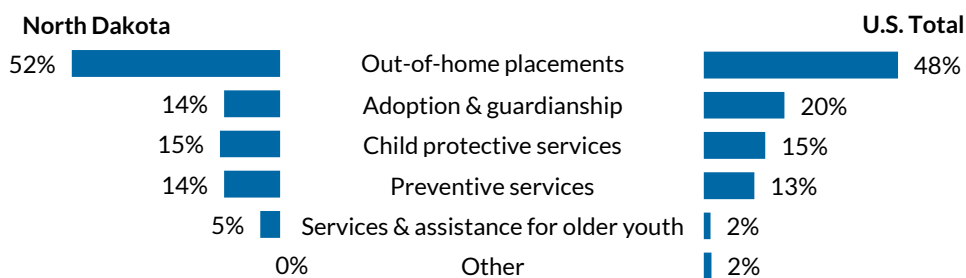 North Dakota U.S. Total
52% Out-of-home placements 48%
14% Adoption & guardianship 20%
15% Child protective services 15%
14% Preventive services 13%
5% Services & assistance for older youth 2%
0% Other 2%